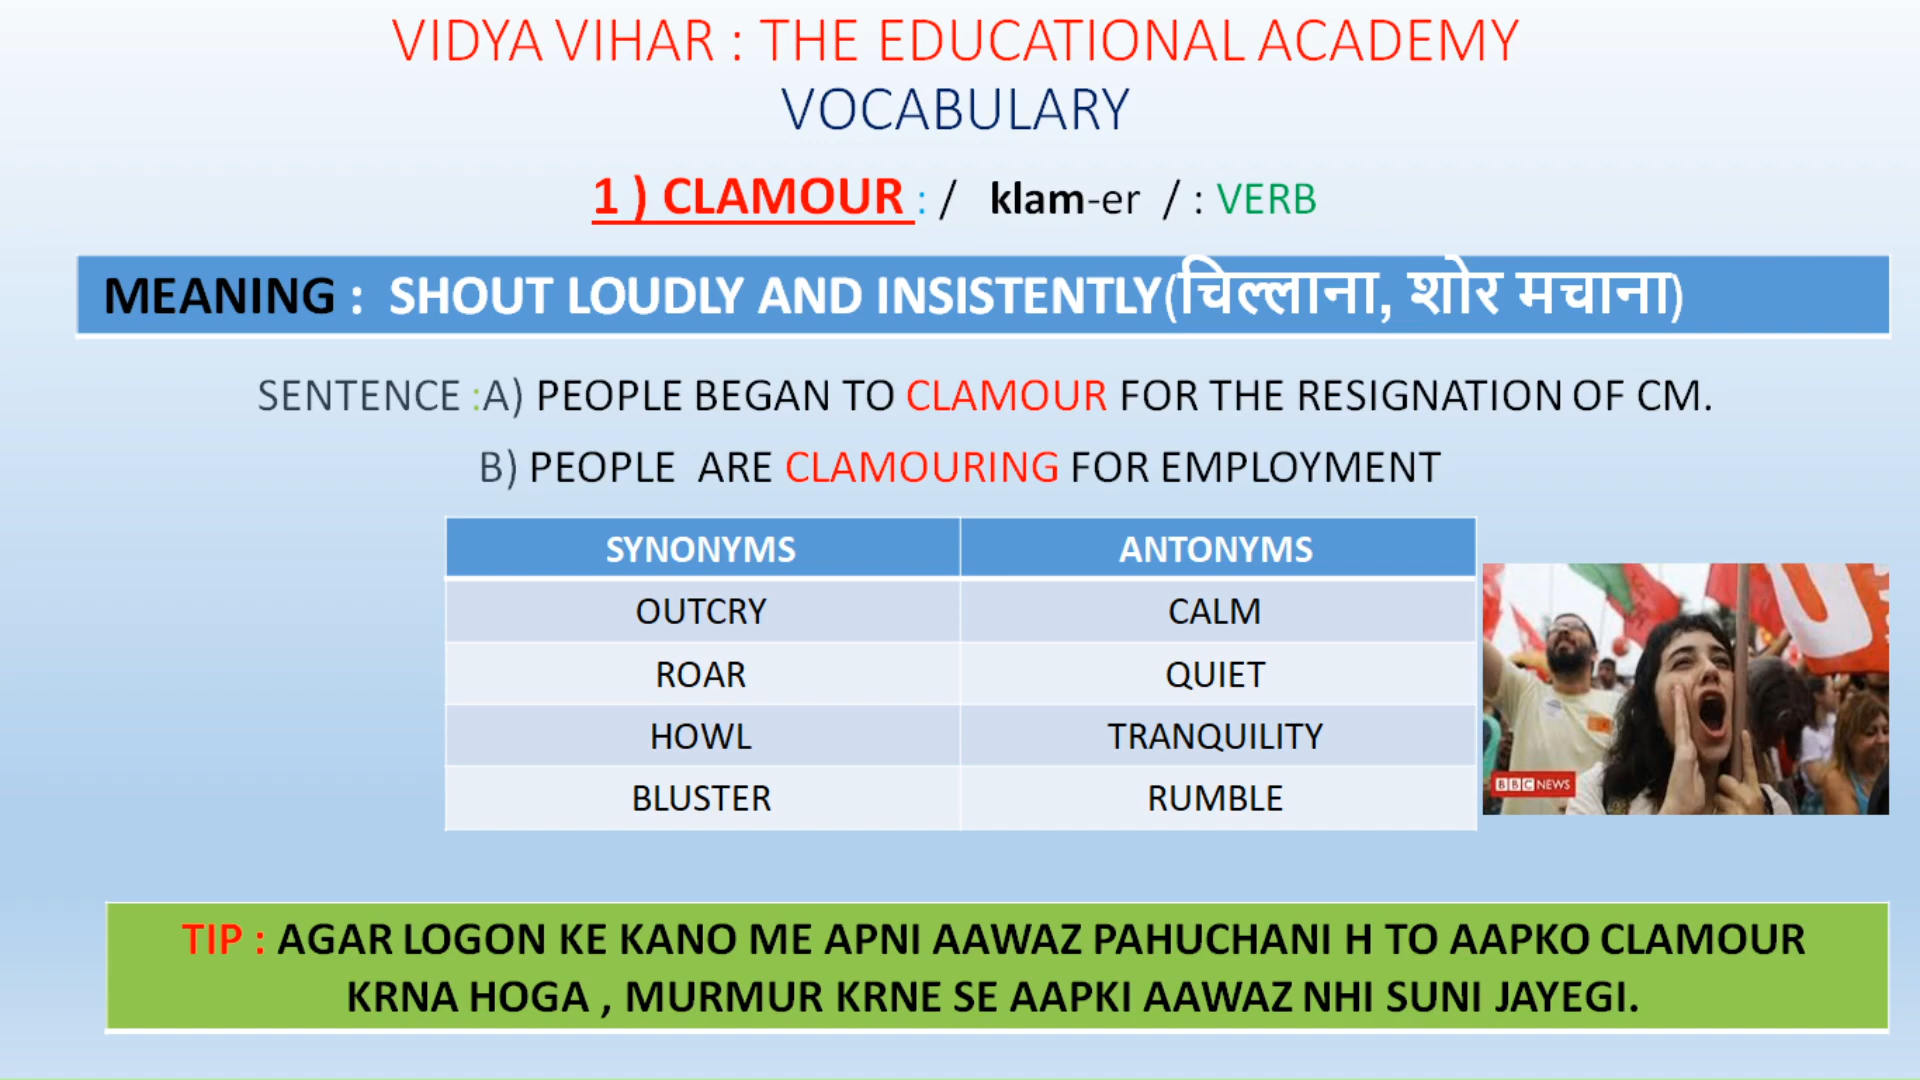 VIDYA VIHAR : THE EDUCATIONAL ACADEMY
VOCABULARY
1 ) CLAMOUR : / klam-er / : VERB
MEANING : SHOUT LOUDLY AND INSISTENTLY(चिल्लाना, शोर मचाना)
SENTENCE :A) PEOPLE BEGAN TO CLAMOUR FOR THE RESIGNATION OF CM.
B) PEOPLE ARE CLAMOURING FOR EMPLOYMENT
SYNONYMS ANTONYMS
OUTCRY CALM
ROAR QUIET
HOWL TRANQUILITY
BLUSTER RUMBLE
BBC NEWS
TIP : AGAR LOGON KE KANO ME APNI AAWAZ PAHUCHANI H TO AAPKO CLAMOUR
KRNA HOGA , MURMUR KRNE SE AAPKI AAWAZ NHI SUNI JAYEGI.